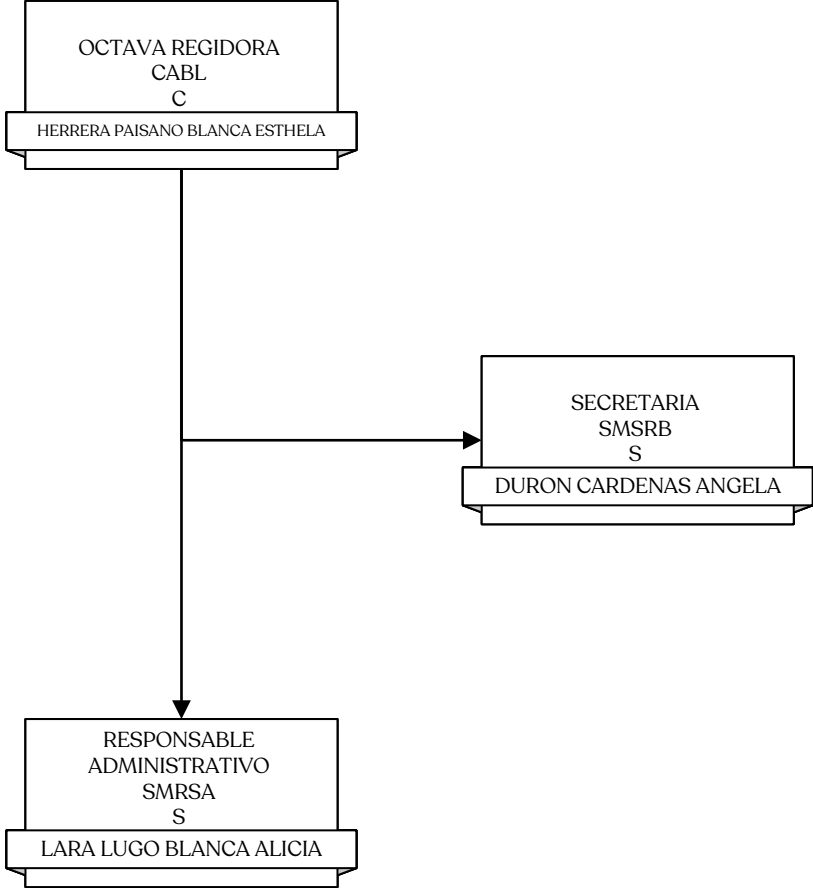 OCTAVA REGIDORA
CABL
C
HERRERA PAISANO BLANCA ESTHELA
SECRETARIA
SMSRB
S
DURON CARDENAS ANGELA
RESPONSABLE
ADMINISTRATIVO
SMRSA
S
LARA LUGO BLANCA ALICIA